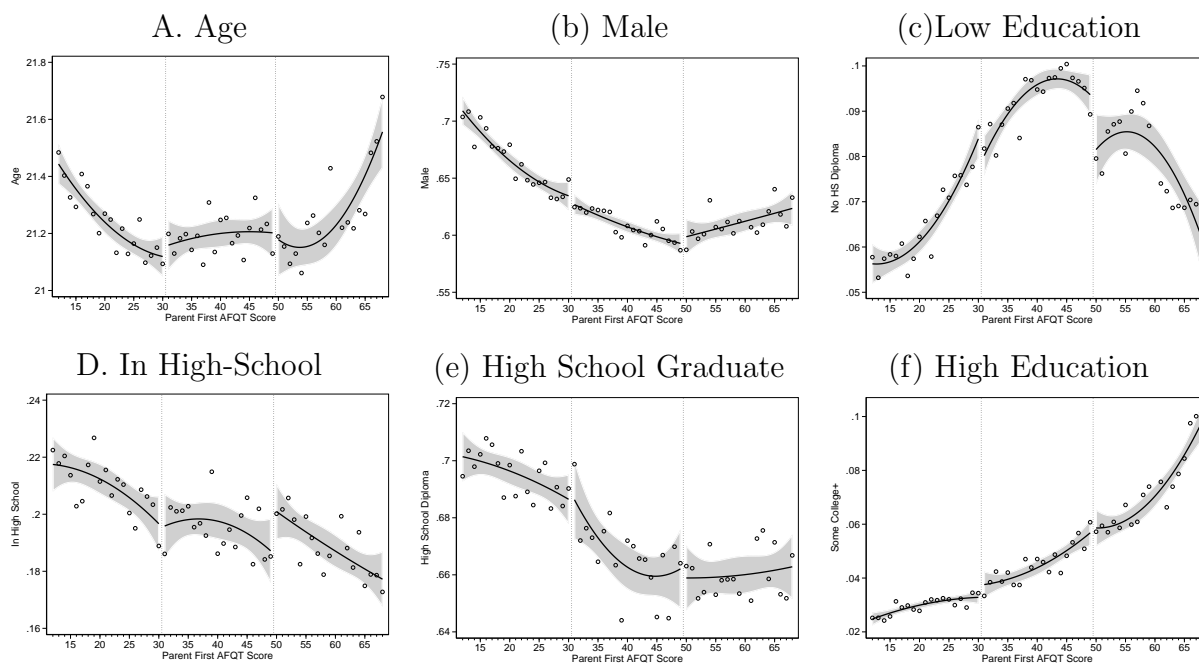 A. Age
(b) Male
(c)Low Education
21.8
21.6
21.4
21.2
21
Age
15 20 25 30 35 40 45 50 55 60 65
Parent First AFQT Score
.75
.7
.65
.6
.55
Male
15 20 25 30 35 40 45 50 55 60 65
Parent First AFQT Score
.1
.09
.08
.07
.06
.05
No HS Diploma
15 20 25 30 35 40 45 50 55 60 65
Parent First AFQT Score
D. In High-School
(e) High School Graduate
(f) High Education
.24
.22
.2
.18
.16
In High School
15 20 25 30 35 40 45 50 55 60 65
Parent First AFQT Score
.72
.7
.68
.66
.64
High School Diploma
15 20 25 30 35 40 45 50 55 60 65
Parent First AFQT Score
.1
.08
.06
.04
.02
Some College+
15 20 25 30 35 40 45 50 55 60 65
Parent First AFQT Score